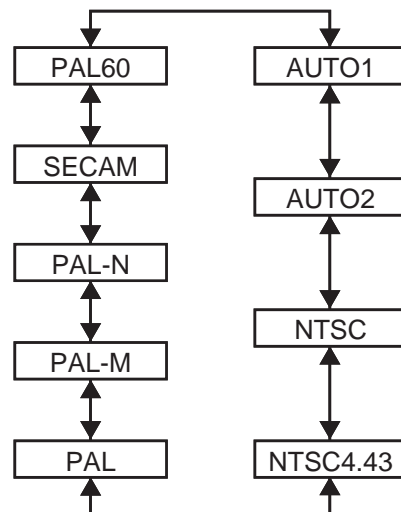 PAL60
SECAM
PAL-N
PAL-M
PAL
AUTO1
AUTO2
NTSC
NTSC4.43